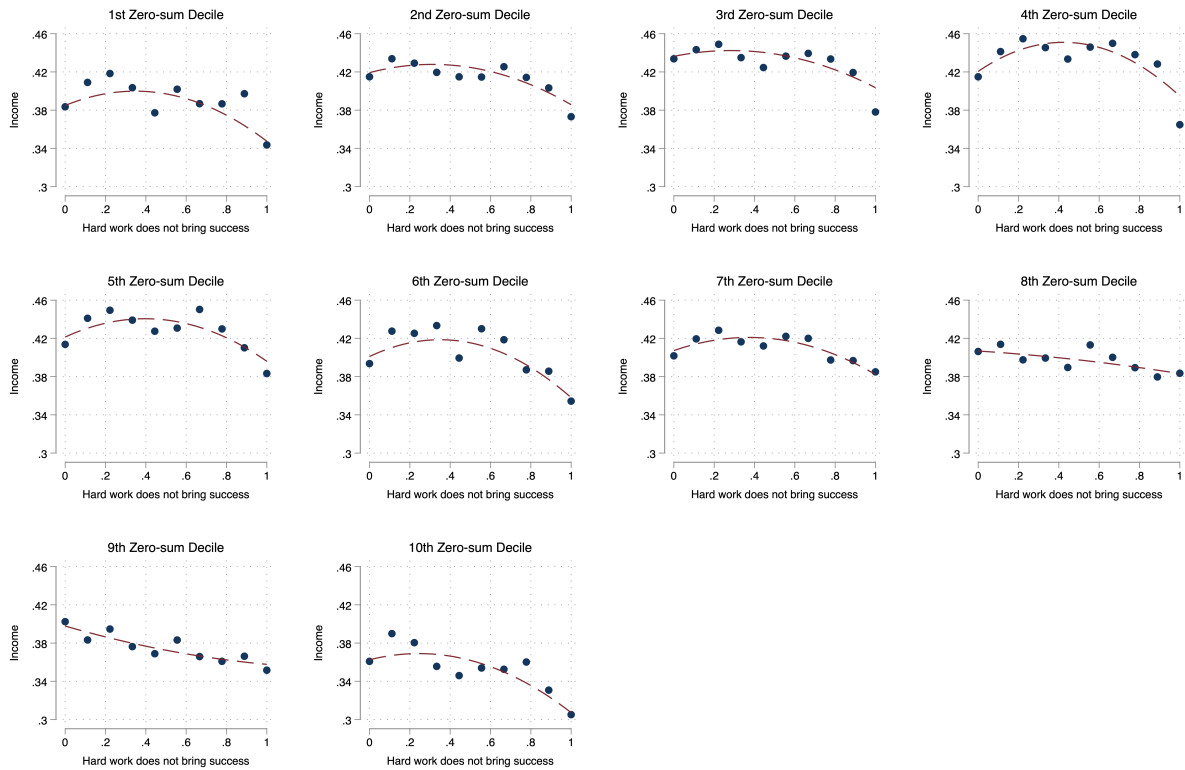 1st Zero-sum Decile
2nd Zero-sum Decile
3rd Zero-sum Decile
4th Zero-sum Decile
.46
.42
.38
.34
.3
Income
0 .2 .4 .6 .8 1
Hard work does not bring success
.46
.42
.38
.34
.3
Income
0 .2 .4 .6 .8 1
Hard work does not bring success
.46
.42
.38
.34
.3
Income
0 .2 .4 .6 .8 1
Hard work does not bring success
.46
.42
.38
.34
.3
Income
0 .2 .4 .6 .8 1
Hard work does not bring success
5th Zero-sum Decile
6th Zero-sum Decile
7th Zero-sum Decile
8th Zero-sum Decile
.46
.42
.38
.34
.3
Income
0 .2 .4 .6 .8 1
Hard work does not bring success
.46
.42
.38
.34
.3
Income
0 .2 .4 .6 .8 1
Hard work does not bring success
.46
.42
.38
.34
.3
Income
0 .2 .4 .6 .8 1
Hard work does not bring success
.46
.42
.38
.34
.3
Income
0 .2 .4 .6 .8 1
Hard work does not bring success
9th Zero-sum Decile
10th Zero-sum Decile
.46
.42
.38
.34
.3
Income
0 .2 .4 .6 .8 1
Hard work does not bring success
.46
.42
.38
.34
.3
Income
0 .2 .4 .6 .8 1
Hard work does not bring success